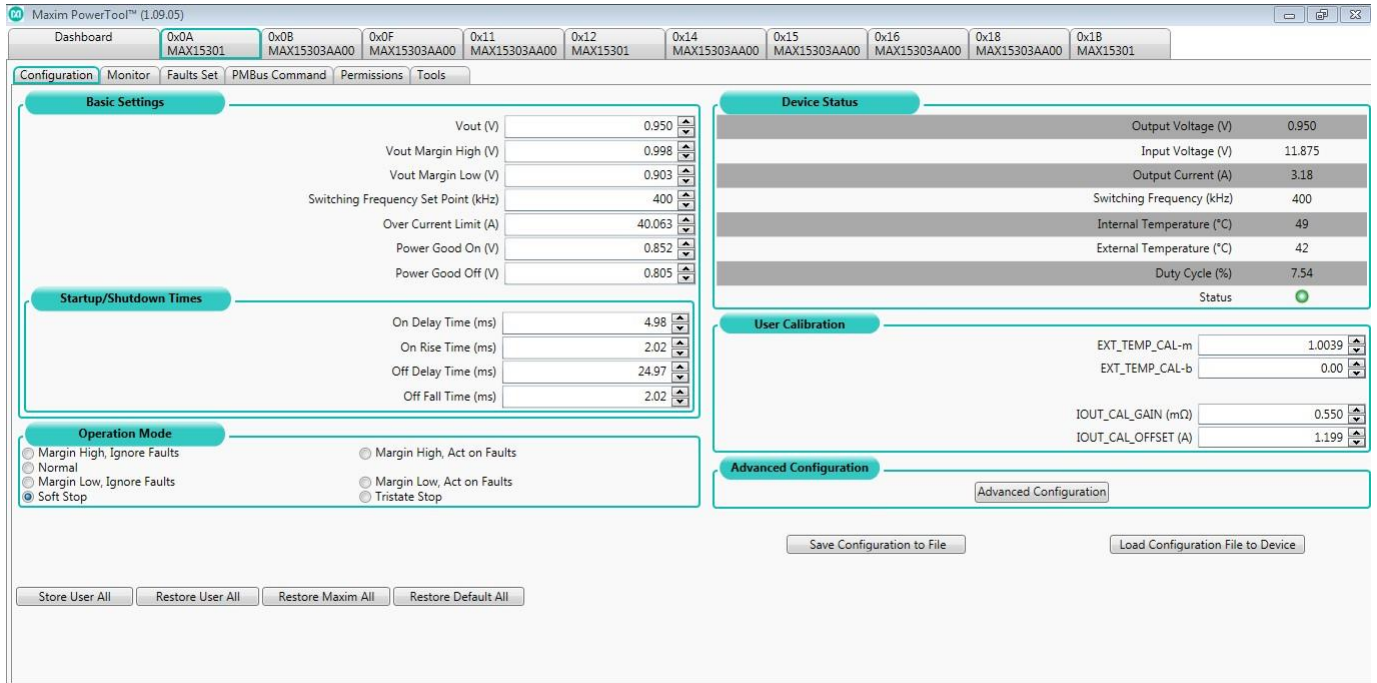 Maxim PowerTool™ (1.09.05)
Dashboard
0x0A
MAX15301
0x0B
MAX15303AA00
0x0F
MAX15303AA00
0x11
MAX15303AA00
0x12
MAX15301
0x14
MAX15303AA00
0x15
MAX15303AA00
0x16
MAX15303AA00
0x18
MAX15303AA00
0x1B
MAX15301
Configuration Monitor Faults Set PMBus Command Permissions Tools
Basic Settings
Vout (V) 0.950
Vout Margin High (V) 0.998
Vout Margin Low (V) 0.903
Switching Frequency Set Point (kHz) 400
Over Current Limit (A) 40.063
Power Good On (V) 0.852
Power Good Off (V) 0.805
Startup/Shutdown Times
On Delay Time (ms) 4.98
On Rise Time (ms) 2.02
Off Delay Time (ms) 24.97
Off Fall Time (ms) 2.02
Operation Mode
Margin High, Ignore Faults Margin High, Act on Faults
Normal
Margin Low, Ignore Faults Margin Low, Act on Faults
Soft Stop Tristate Stop
Device Status
Output Voltage (V) 0.950
Input Voltage (V) 11.875
Output Current (A) 3.18
Switching Frequency (kHz) 400
Internal Temperature (°C) 49
External Temperature (°C) 42
Duty Cycle (%) 7.54
Status
User Calibration
EXT_TEMP_CAL-m 1.0039
EXT_TEMP_CAL-b 0.00
IOUT_CAL_GAIN (mΩ) 0.550
IOUT_CAL_OFFSET (A) 1.199
Advanced Configuration
Advanced Configuration
Save Configuration to File Load Configuration File to Device
Store User All Restore User All Restore Maxim All Restore Default All